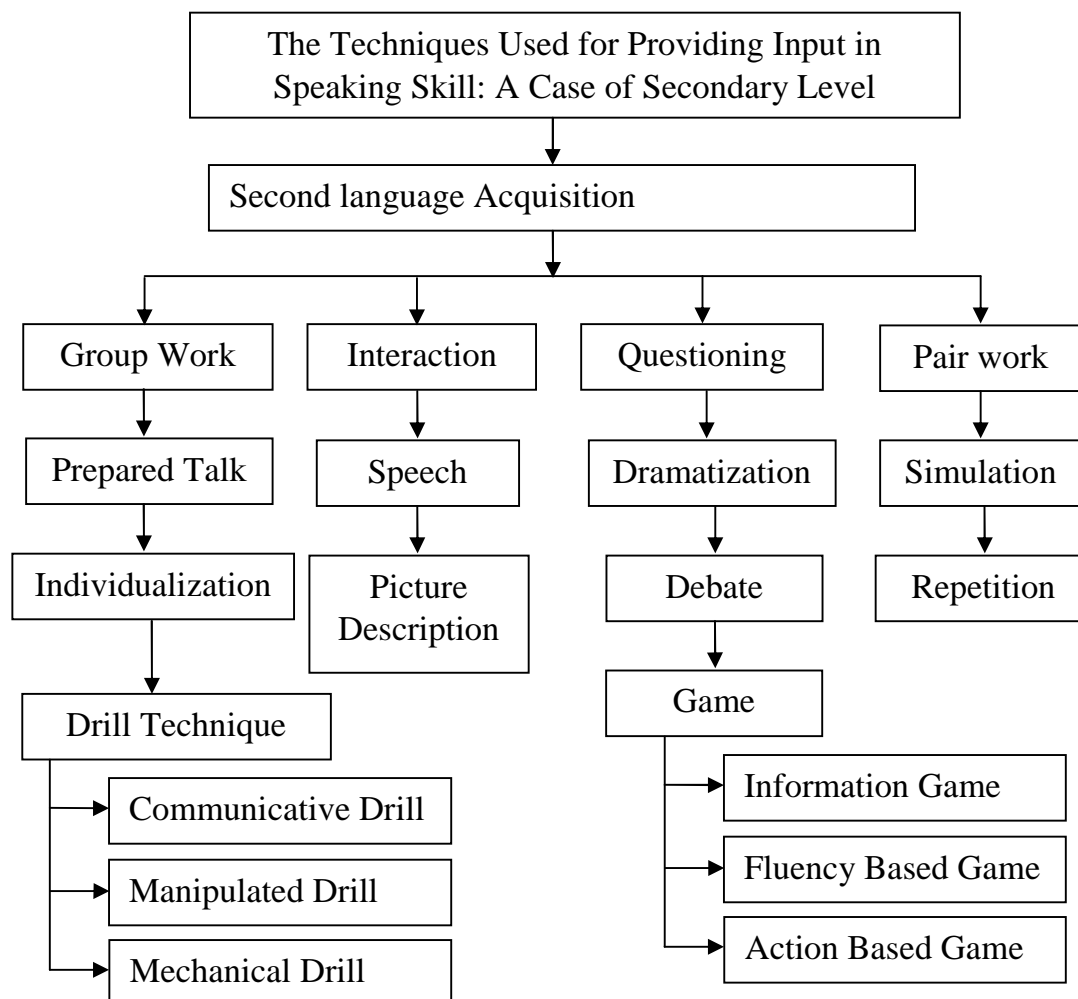 The Techniques Used for Providing Input in
Speaking Skill: A Case of Secondary Level
Second language Acquisition
Group Work
Interaction
Questioning
Pair work
Prepared Talk
Speech
Dramatization
Simulation
Individualization
Picture
Description
Debate
Repetition
Drill Technique
Game
Communicative Drill
Information Game
Manipulated Drill
Fluency Based Game
Mechanical Drill
Action Based Game